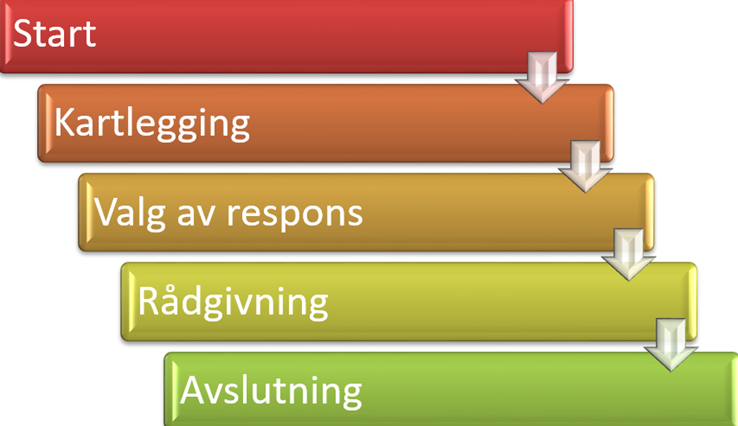 Start
Kartlegging
Valg av respons
Rådgivning
Avslutning